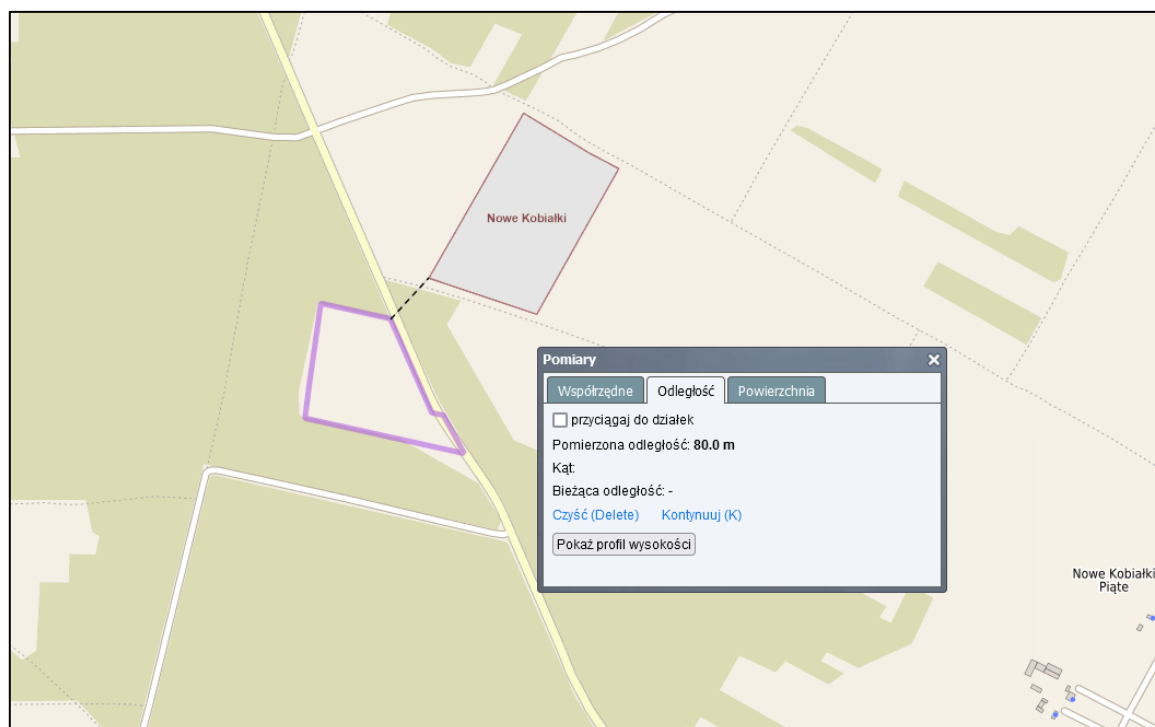 Nowe Kobiałki
Pomiary
Współrzędne
Odległość
Powierzchnia
przyciągaj do działek
Pomierzona odległość: 80.0 m
Kąt:
Bieżąca odległość: -
Czyść (Delete) Kontynuuj (K)
Pokaż profil wysokości
Nowe Kobiałki
Piąte